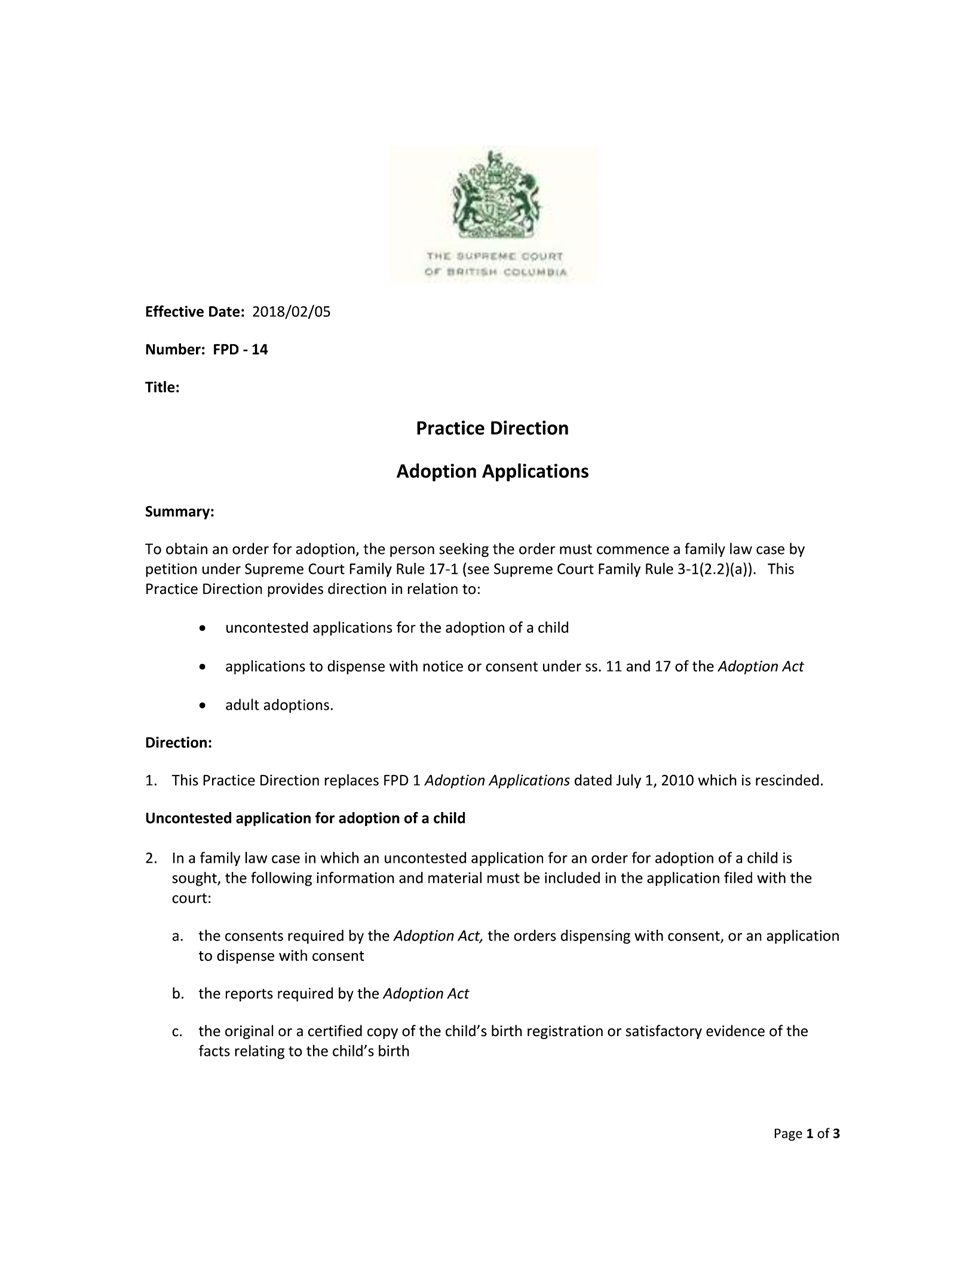 THE SUPREME COURT
OF BRITISH COLUMBIA
Effective Date: 2018/02/05
Number: FPD - 14
Title:
Practice Direction
Adoption Applications
Summary:
To obtain an order for adoption, the person seeking the order must commence a family law case by
petition under Supreme Court Family Rule 17-1 (see Supreme Court Family Rule 3-1(2.2)(a)). This
Practice Direction provides direction in relation to:
• uncontested applications for the adoption of a child
• applications to dispense with notice or consent under ss. 11 and 17 of the Adoption Act
• adult adoptions.
Direction:
1. This Practice Direction replaces FPD 1 Adoption Applications dated July 1, 2010 which is rescinded.
Uncontested application for adoption of a child
2. In a family law case in which an uncontested application for an order for adoption of a child is
sought, the following information and material must be included in the application filed with the
court:
a. the consents required by the Adoption Act, the orders dispensing with consent, or an application
to dispense with consent
b. the reports required by the Adoption Act
c. the original or a certified copy of the child’s birth registration or satisfactory evidence of the
facts relating to the child’s birth
Page 1 of 3